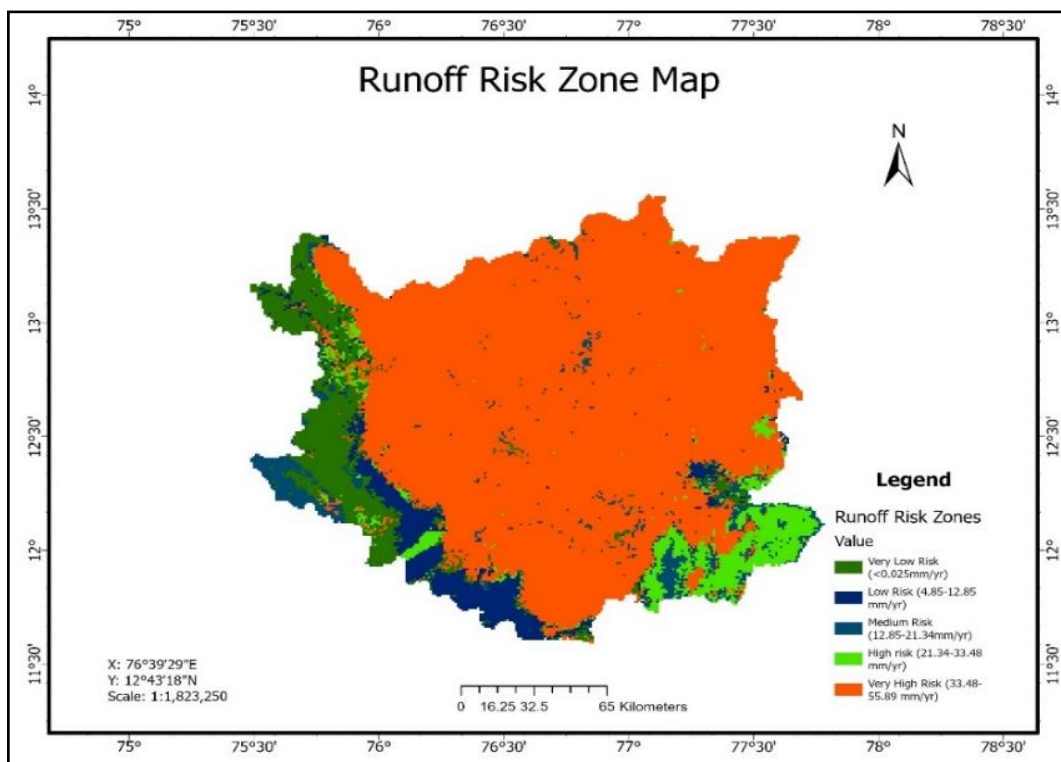 75° 75°30' 76° 76°30' 77° 77°30' 78° 78°30'
Runoff Risk Zone Map
N
14° 14°
13°30' 13°30'
13° 13°
12°30' 12°30'
12° 12°
11°30' 11°30'
Legend
Runoff Risk Zones
Value
Very Low Risk
(<0.025mm/yr)
Low Risk (4.85-12.85
mm/yr)
Medium Risk
(12.85-21.34mm/yr)
High risk (21.34-33.48
mm/yr)
Very High Risk (33.48-
55.89 mm/yr)
X: 76°39'29"E
Y: 12°43'18"N
Scale: 1:1,823,250
0 16.25 32.5 65 Kilometers
75° 75°30' 76° 76°30' 77° 77°30' 78° 78°30'